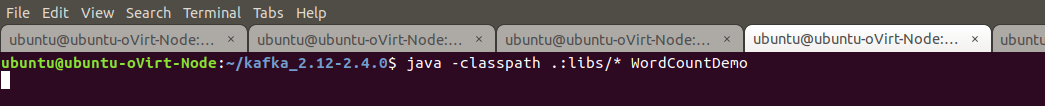 File Edit View Search Terminal Tabs Help
ubuntu@ubuntu-oVirt-Node:... × ubuntu@ubuntu-oVirt-Node:... × ubuntu@ubuntu-oVirt-Node:... × ubuntu@ubuntu-oVirt-Node:... × ubuntu
ubuntu@ubuntu-oVirt-Node:~/kafka_2.12-2.4.0$ java -classpath .:libs/* WordCountDemo